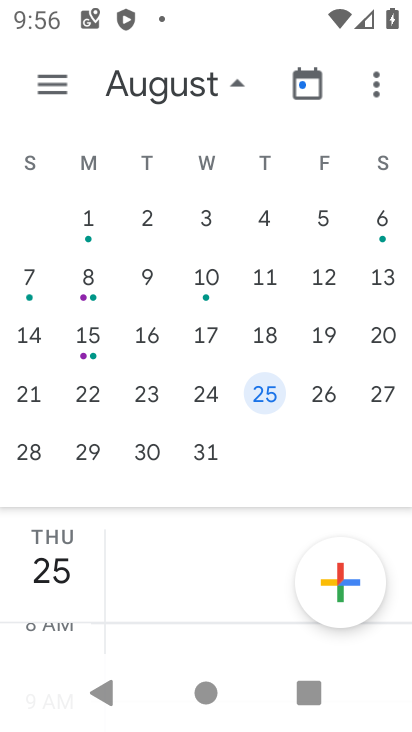 9:56
August
S M T W T F S
1 2 3 4 5 6
7 8 9 10 11 12 13
14 15 16 17 18 19 20
21 22 23 24 25 26 27
28 29 30 31
THU
25
8 AM
9 AM